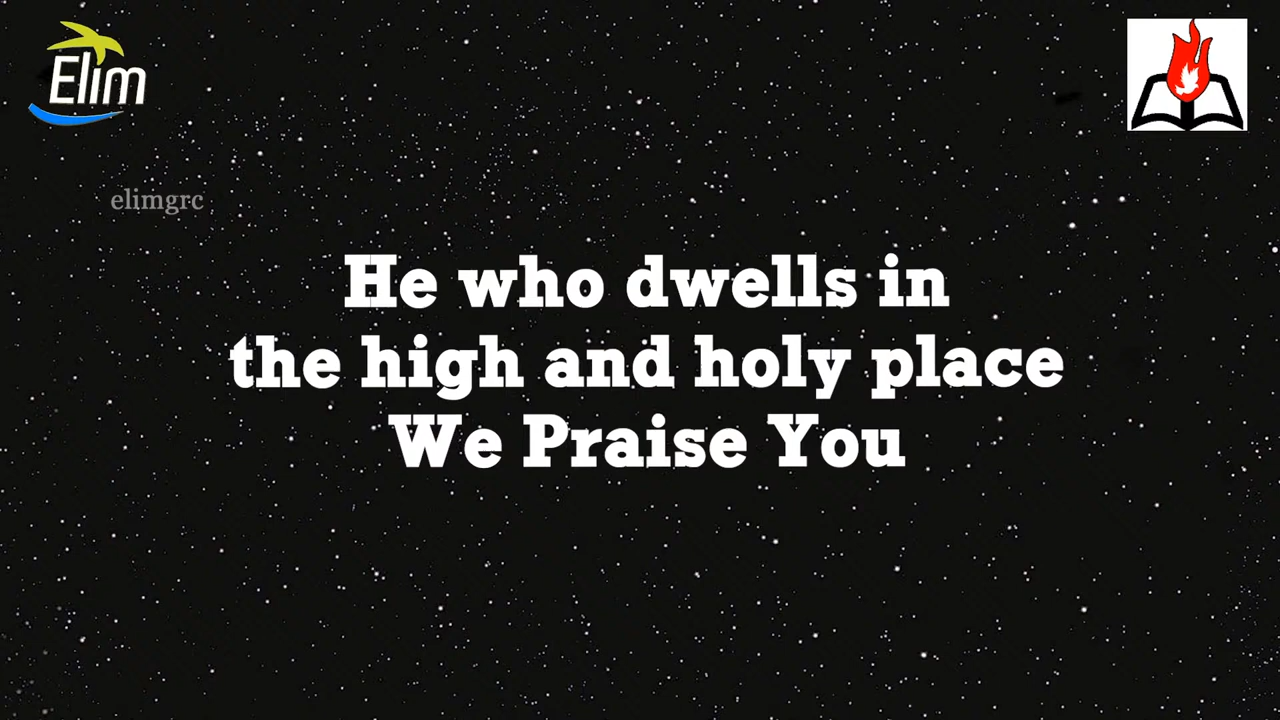 Elim
elimgrc
He who dwells in
the high and holy place
We Praise You